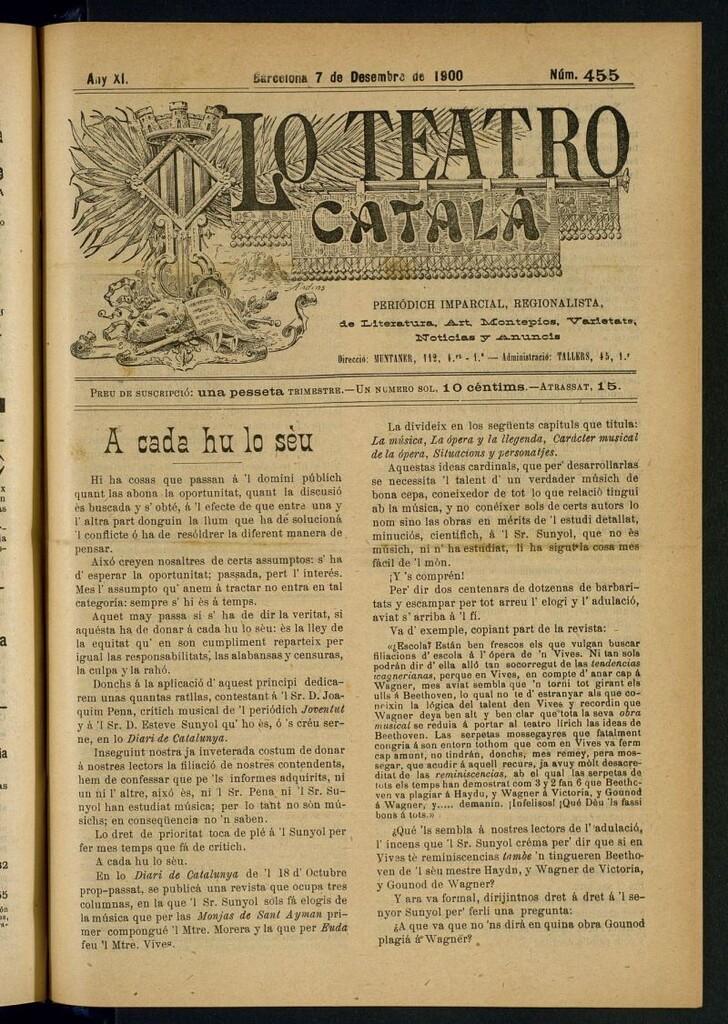 Any XI.
Barcelona 7 de Desembre de 1900
Núm. 455
LO TEATRO
CATALÁ
PERIÓDICH IMPARCIAL, REGIONALISTA,
de Literatura, Art, Montepios, Varietats,
Noticias y Anuncis
Direcció: MUNTANER, 112, 4.rt - 1.ª — Administració: TALLERS, 45, 1.r
PREU DE SUSCRIPCIÓ: una pesseta TRIMESTRE.—UN NUMERO SOL, 10 céntims.—ATRASSAT, 15.
A cada hu lo sèu
Hi ha cosas que passan á 'l domini públich
quant las abona la oportunitat, quant la discusió
és buscada y s' obté, á 'l efecte de que entre una y
l' altra part donguin la llum que ha de solucioná
'l conflicte ó ha de resóldrer la diferent manera de
pensar.
Aixó creyen nosaltres de certs assumptos: s' ha
d' esperar la oportunitat; passada, pert l' interés.
Mes l' assumpto qu' anem á tractar no entra en tal
categoría: sempre s' hi és á temps.
Aquet may passa si s' ha de dir la veritat, si
aquésta ha de donar á cada hu lo sèu: és la lley de
la equitat qu' en son cumpliment reparteix per
igual las responsabilitats, las alabansas y censuras,
la culpa y la rahó.
Donchs á la aplicació d' aquest principi dedica-
rem unas quantas ratllas, contestant á 'l Sr. D. Joa-
quim Pena, critich musical de 'l periódich Joventut
y á 'l Sr. D. Esteve Sunyol qu' ho és, ó 's créu ser-
ne, en lo Diari de Catalunya.
Inseguint nostra ja inveterada costum de donar
á nostres lectors la filiació de nostres contendents,
hem de confessar que pe 'ls informes adquirits, ni
un ni l' altre, aixó és, ni 'l Sr. Pena ni 'l Sr. Su-
nyol han estudiat música; per lo tant no són mú-
sichs; en conseqüencia no 'n saben.
Lo dret de prioritat toca de plé á 'l Sunyol per
fer mes temps que fá de critich.
A cada hu lo sèu.
En lo Diari de Catalunya de 'l 18 d' Octubre
prop-passat, se publicá una revista que ocupa tres
columnas, en la que 'l Sr. Sunyol sols fá elogis de
la música que per las Monjas de Sant Ayman pri-
mer compongué 'l Mtre. Morera y la que per Euda
feu 'l Mtre. Vives.
La divideix en los següents capituls que titula:
La música, La ópera y la llegenda, Carácter musical
de la ópera, Situacions y personatjes.
Aquestas ideas cardinals, que per' desarrollarlas
se necessita 'l talent d' un verdader músich de
bona cepa, coneixedor de tot lo que relació tingui
ab la música, y no conéixer sols de certs autors lo
nom sino las obras en mérits de 'l estudi detallat,
minuciós, cientifich, á 'l Sr. Sunyol, que no és
músich, ni n' ha estudiat, li ha sigut la cosa mes
fácil de 'l món.
¡Y 's comprén!
Per' dir dos centenars de dotzenas de barbari-
tats y escampar per tot arreu l' elogi y l' adulació,
aviat s' arriba á 'l fí.
Va d' exemple, copiant part de la revista:
«¿Escola? Están ben frescos els que vulgan buscar
filiacións d' escola á l' ópera de 'n Vives. Ni tan sols
podrán dir d' ella alló tan socorregut de las tendencias
wagnerianas, perque en Vives, en compte d' anar cap á
Wagner, mes aviat sembla que 'n torni tot girant els
ulls á Beethoven, lo qual no te d' estranyar als que co-
neixin la lógica del talent den Vives y recordin que
Wagner deya ben alt y ben clar que tota la seva obra
musical se reduía á portar al teatro lirich las ideas de
Beethoven. Las serpetas mossegayres que fatalment
congria á son entorn tothom que com en Vives va ferm
cap amunt, no tindrán, donchs, mes remey, pera mos-
segar, que acudir á aquell recurs, ja avuy mòlt desacre-
ditat de las reminiscencias, ab el qual las serpetas de
tots els temps han demostrat com 3 y 2 fan 6 que Beetho-
ven va plagiar á Haydn, y Wagner á Victoria, y Gounod
á Wagner, y..... demanin. ¡Infelisos! ¡Qué Dèu 'ls fassi
bons á tots.»
¿Qué 'ls sembla á nostres lectors de l' adulació,
l' incens que 'l Sr. Sunyol créma per' dir que si en
Vives té reminiscencias tambe 'n tingueren Beetho-
ven de 'l sèu mestre Haydn, y Wagner de Victoria,
y Gounod de Wagner?
Y ara va formal, dirijintnos dret á dret á 'l se-
nyor Sunyol per' ferli una pregunta:
¿A que va que no 'ns dirá en quina obra Gounod
plagiá á Wagner?